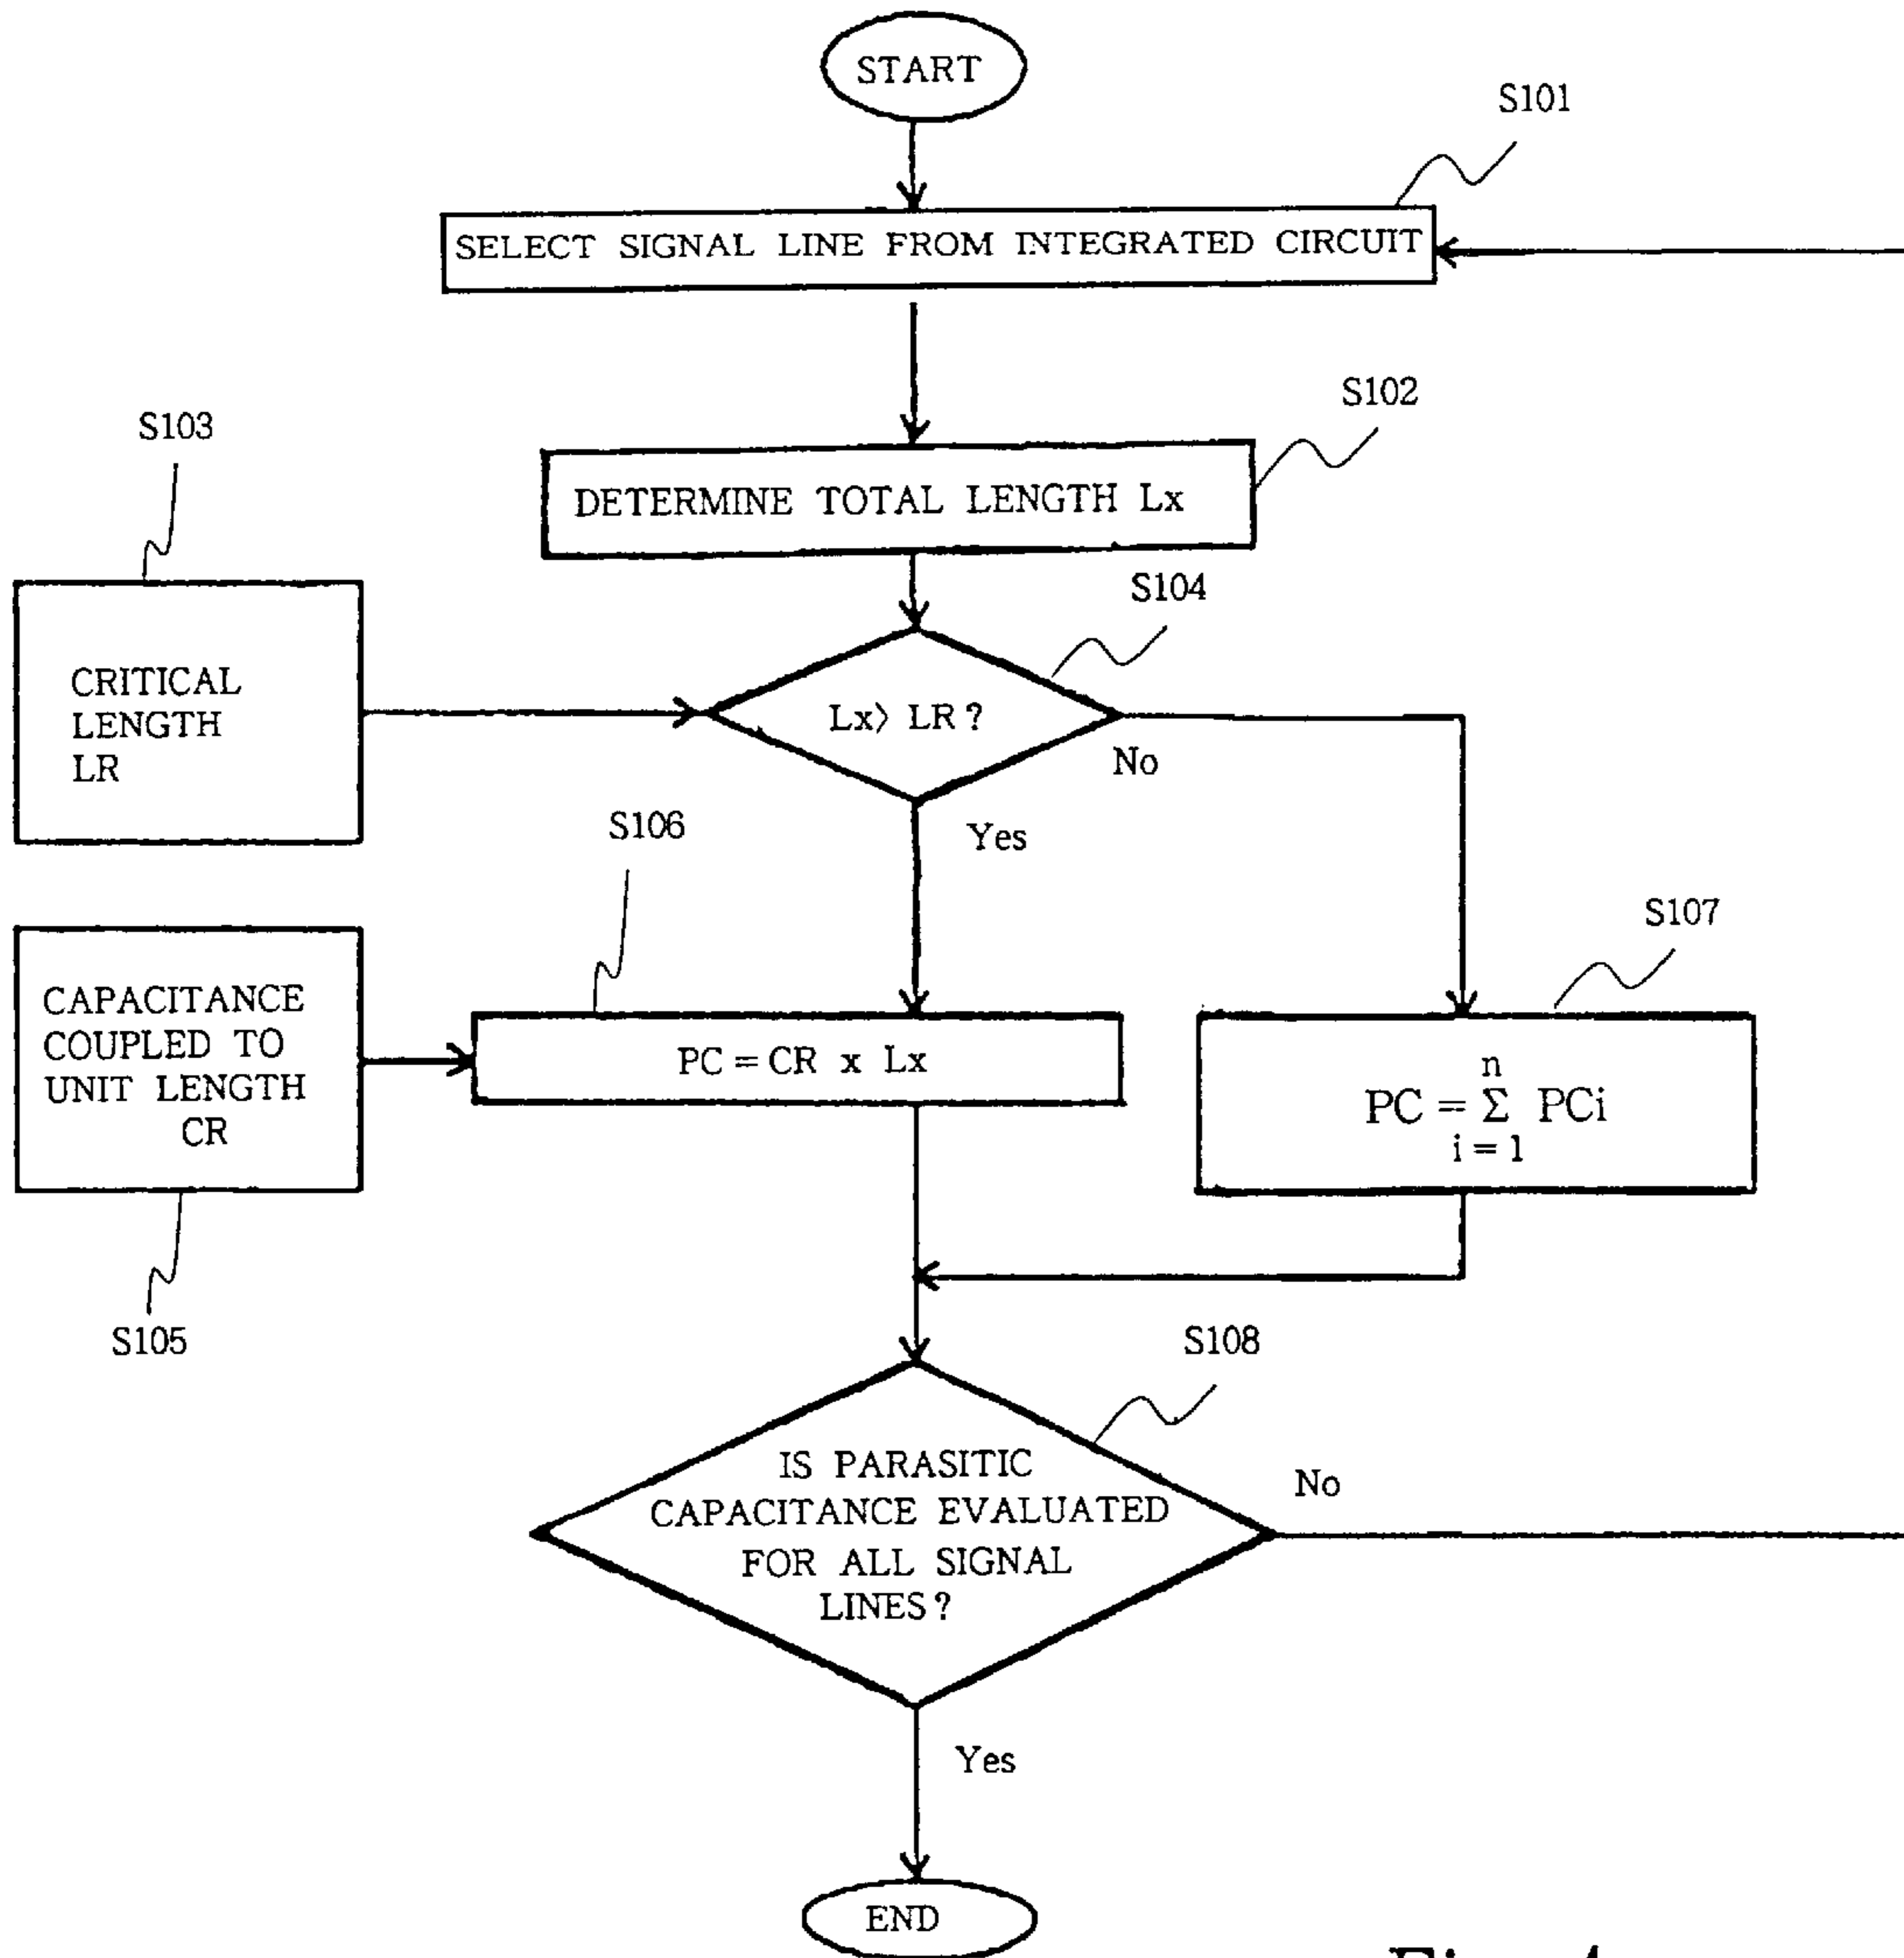 START
S101
SELECT SIGNAL LINE FROM INTEGRATED CIRCUIT
S102
DETERMINE TOTAL LENGTH Lx
S103
CRITICAL
LENGTH
LR
S104
Lx> LR?
No
Yes
S106
S107
CAPACITANCE
COUPLED TO
UNIT LENGTH
CR
PC = CR x Lx
n
PC = Σ PCi
i = 1
S105
S108
IS PARASITIC
CAPACITANCE EVALUATED
FOR ALL SIGNAL
LINES?
No
Yes
END